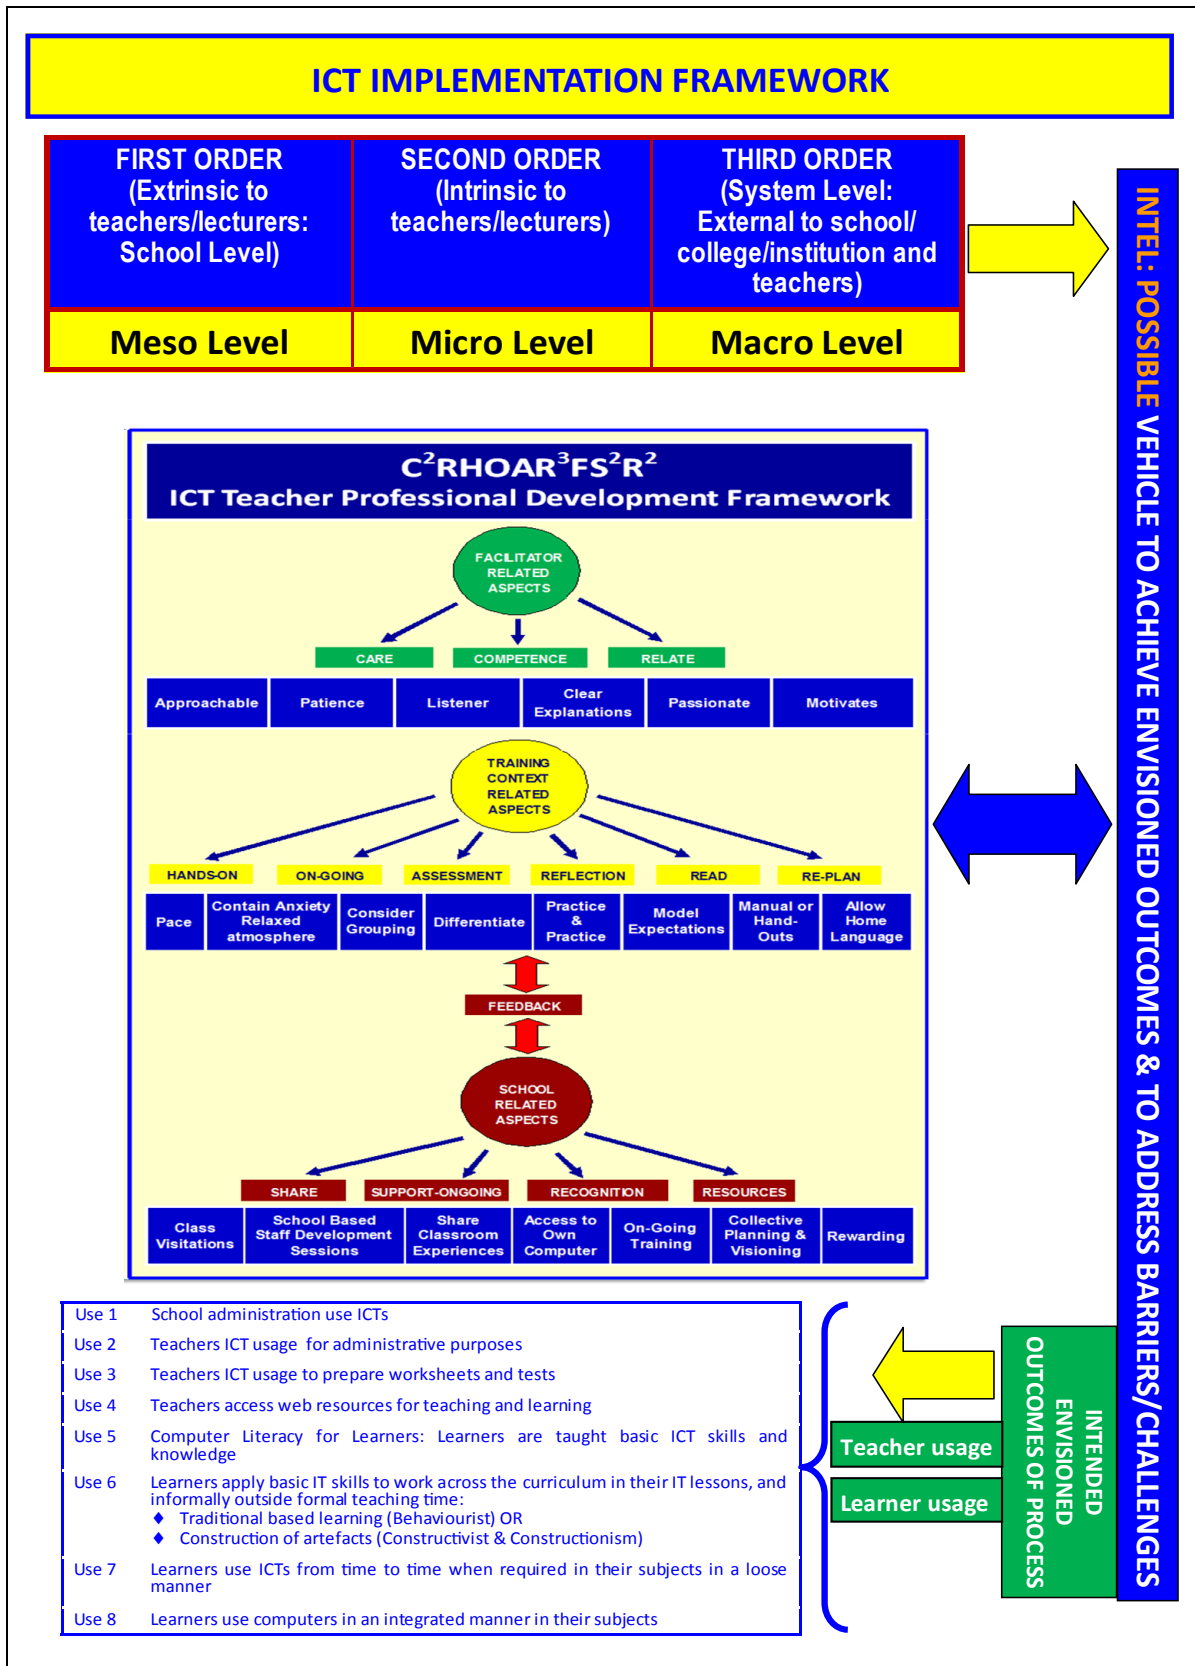 ICT IMPLEMENTATION FRAMEWORK
FIRST ORDER
(Extrinsic to
teachers/lecturers:
School Level)
SECOND ORDER
(Intrinsic to
teachers/lecturers)
THIRD ORDER
(System Level:
External to school/
college/institution and
teachers)
Meso Level
Micro Level
Macro Level
INTEL: POSSIBLE VEHICLE TO ACHIEVE ENVISIONED OUTCOMES & TO ADDRESS BARRIERS/CHALLENGES
C²RHOAR³FS²R²
ICT Teacher Professional Development Framework
FACILITATOR
RELATED
ASPECTS
CARE
COMPETENCE
RELATE
Approachable
Patience
Listener
Clear
Explanations
Passionate
Motivates
TRAINING
CONTEXT
RELATED
ASPECTS
HANDS-ON
ON-GOING
ASSESSMENT
REFLECTION
READ
RE-PLAN
Pace
Contain Anxiety
Relaxed
atmosphere
Consider
Grouping
Differentiate
Practice
&
Practice
Model
Expectations
Manual or
Hand-
Outs
Allow
Home
Language
FEEDBACK
SCHOOL
RELATED
ASPECTS
SHARE
SUPPORT-ONGOING
RECOGNITION
RESOURCES
Class
Visitations
School Based
Staff Development
Sessions
Share
Classroom
Experiences
Access to
Own
Computer
On-Going
Training
Collective
Planning &
Visioning
Rewarding
Use 1 School administration use ICTs
Use 2 Teachers ICT usage for administrative purposes
Use 3 Teachers ICT usage to prepare worksheets and tests
Use 4 Teachers access web resources for teaching and learning
Use 5 Computer Literacy for Learners: Learners are taught basic ICT skills and
knowledge
Use 6 Learners apply basic IT skills to work across the curriculum in their IT lessons, and
informally outside formal teaching time:
♦ Traditional based learning (Behaviourist) OR
♦ Construction of artefacts (Constructivist & Constructionism)
Use 7 Learners use ICTs from time to time when required in their subjects in a loose
manner
Use 8 Learners use computers in an integrated manner in their subjects
Teacher usage
Learner usage
INTENDED
ENVISIONED
OUTCOMES OF PROCESS